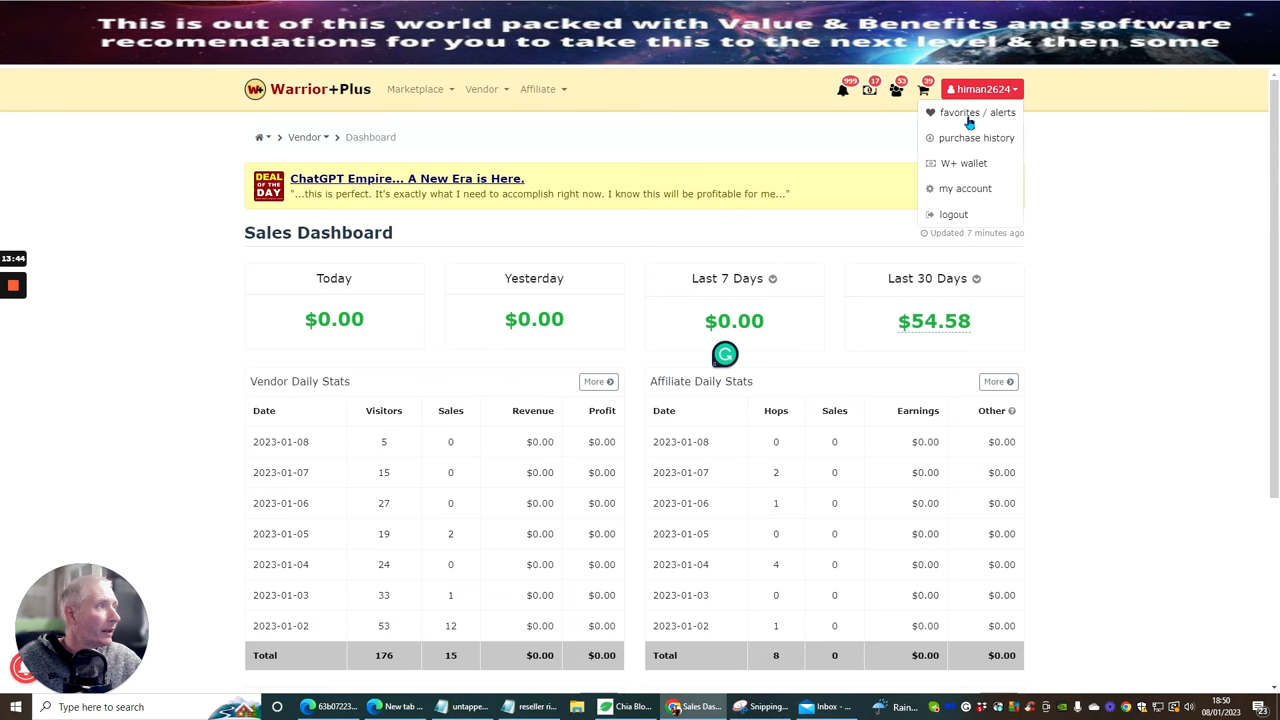 This is out of this world packed with Value & Benefits and software
recomendations for you to take this to the next level & then some
W+ Warrior+Plus Marketplace Vendor Affiliate 999 17 53 39 himan2624
favorites / alerts
purchase history
W+ wallet
my account
logout
Vendor Dashboard
DEAL OF THE DAY
ChatGPT Empire... A New Era is Here.
"...this is perfect. It's exactly what I need to accomplish right now. I know this will be profitable for me..."
Sales Dashboard
Updated 7 minutes ago
13:44
Today Yesterday Last 7 Days Last 30 Days
$0.00 $0.00 $0.00 $54.58
Vendor Daily Stats More
Date Visitors Sales Revenue Profit
2023-01-08 5 0 $0.00 $0.00
2023-01-07 15 0 $0.00 $0.00
2023-01-06 27 0 $0.00 $0.00
2023-01-05 19 2 $0.00 $0.00
2023-01-04 24 0 $0.00 $0.00
2023-01-03 33 1 $0.00 $0.00
2023-01-02 53 12 $0.00 $0.00
Total 176 15 $0.00 $0.00
Affiliate Daily Stats More
Date Hops Sales Earnings Other
2023-01-08 0 0 $0.00 $0.00
2023-01-07 2 0 $0.00 $0.00
2023-01-06 1 0 $0.00 $0.00
2023-01-05 0 0 $0.00 $0.00
2023-01-04 4 0 $0.00 $0.00
2023-01-03 0 0 $0.00 $0.00
2023-01-02 1 0 $0.00 $0.00
Total 8 0 $0.00 $0.00
Type here to search 63b07223... New tab ... untappe... reseller ri... Chia Blo... Sales Das... Snipping... Inbox - ... Rain... 18:50
08/01/2023